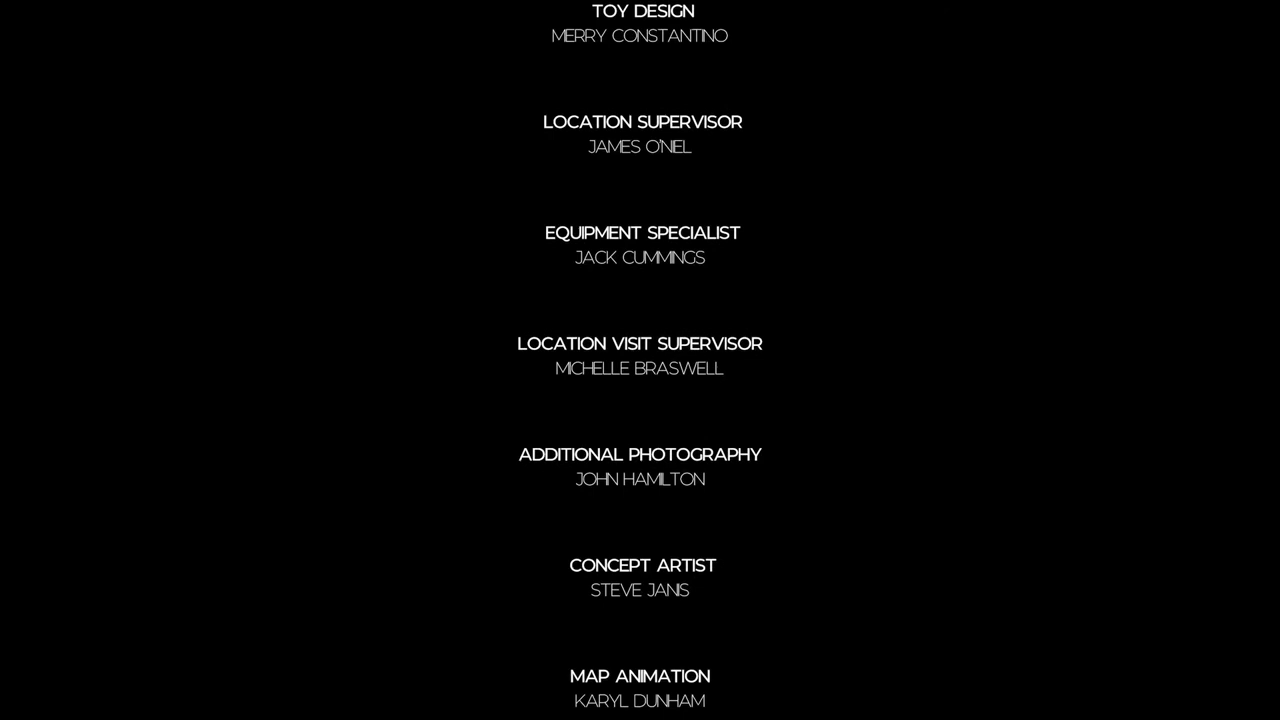 TOY DESIGN
MERRY CONSTANTINO
LOCATION SUPERVISOR
JAMES O'NIEL
EQUIPMENT SPECIALIST
JACK CUMMINGS
LOCATION VISIT SUPERVISOR
MICHELLE BRASWELL
ADDITIONAL PHOTOGRAPHY
JOHN HAMILTON
CONCEPT ARTIST
STEVE JANIS
MAP ANIMATION
KARYL DUNHAM